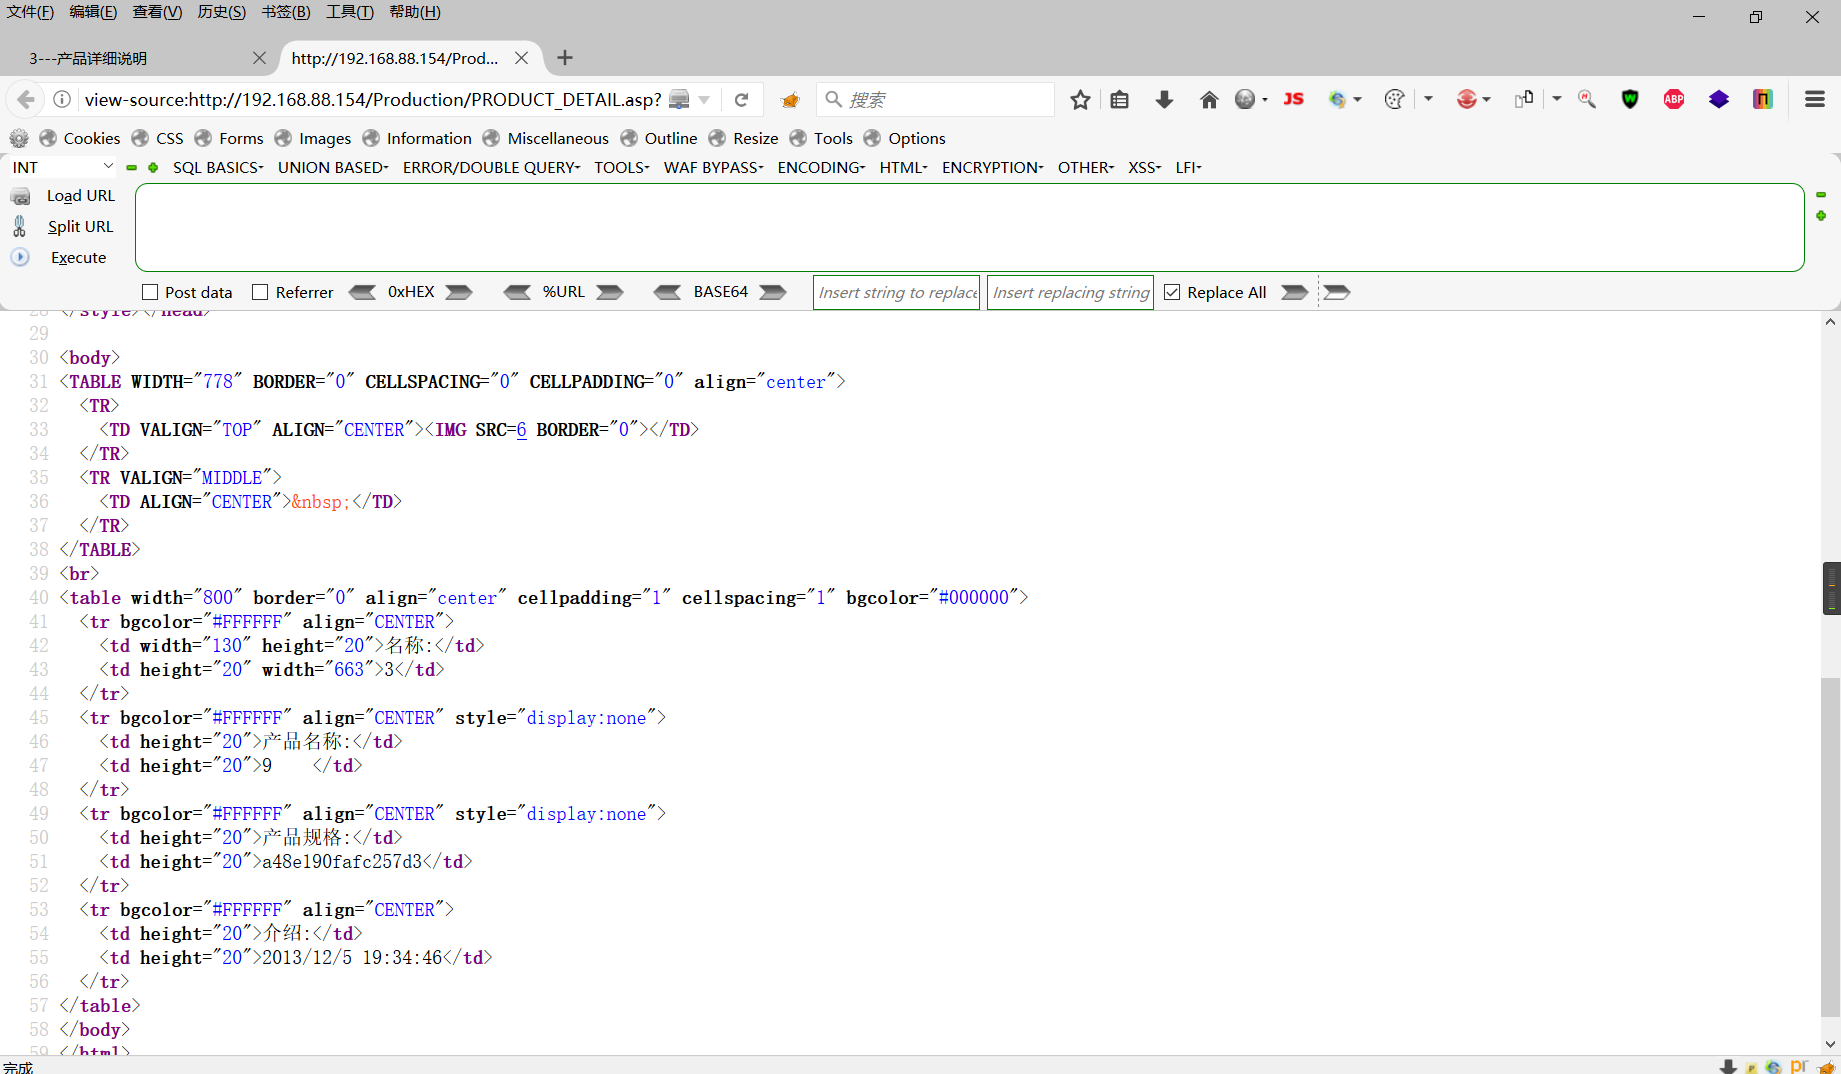 文件(F) 编辑(E) 查看(V) 历史(S) 书签(B) 工具(T) 帮助(H)
3---产品详细说明 http://192.168.88.154/Prod...
view-source:http://192.168.88.154/Production/PRODUCT_DETAIL.asp? 搜索 JS W ABP
Cookies CSS Forms Images Information Miscellaneous Outline Resize Tools Options
INT SQL BASICS UNION BASED ERROR/DOUBLE QUERY TOOLS WAF BYPASS ENCODING HTML ENCRYPTION OTHER XSS LFI
Load URL
Split URL
Execute
Post data Referrer 0xHEX %URL BASE64 Insert string to replace Insert replacing string Replace All
28 </style></head>
29
30 <body>
31 <TABLE WIDTH="778" BORDER="0" CELLSPACING="0" CELLPADDING="0" align="center">
32 <TR>
33 <TD VALIGN="TOP" ALIGN="CENTER"><IMG SRC=6 BORDER="0"></TD>
34 </TR>
35 <TR VALIGN="MIDDLE">
36 <TD ALIGN="CENTER">&nbsp;</TD>
37 </TR>
38 </TABLE>
39 <br>
40 <table width="800" border="0" align="center" cellpadding="1" cellspacing="1" bgcolor="#000000">
41 <tr bgcolor="#FFFFFF" align="CENTER">
42 <td width="130" height="20">名称:</td>
43 <td height="20" width="663">3</td>
44 </tr>
45 <tr bgcolor="#FFFFFF" align="CENTER" style="display:none">
46 <td height="20">产品名称:</td>
47 <td height="20">9 </td>
48 </tr>
49 <tr bgcolor="#FFFFFF" align="CENTER" style="display:none">
50 <td height="20">产品规格:</td>
51 <td height="20">a48e190fafc257d3</td>
52 </tr>
53 <tr bgcolor="#FFFFFF" align="CENTER">
54 <td height="20">介绍:</td>
55 <td height="20">2013/12/5 19:34:46</td>
56 </tr>
57 </table>
58 </body>
59 </html>
完成 pr